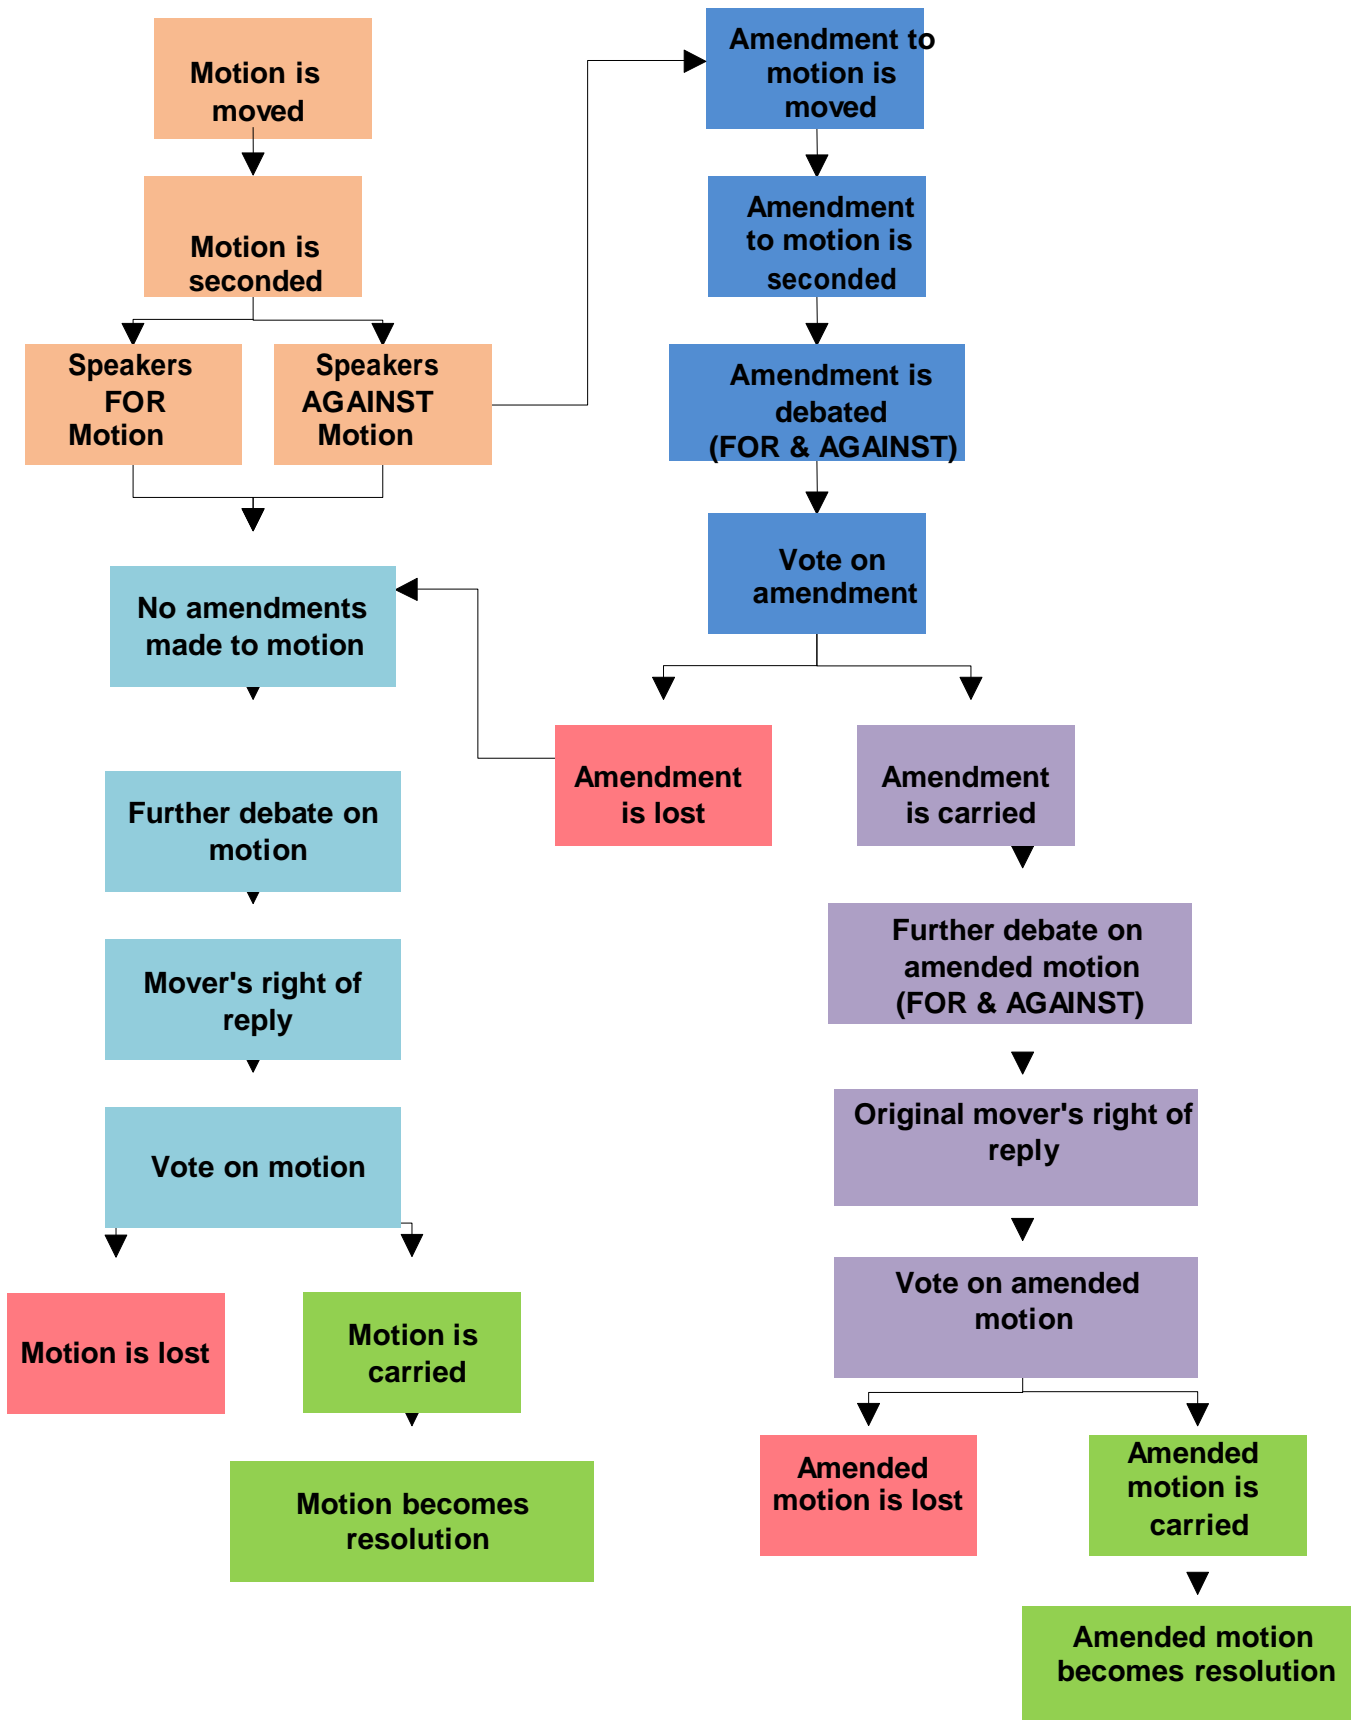 Motion is
moved
Motion is
seconded
Speakers
FOR
Motion
Speakers
AGAINST
Motion
Amendment to
motion is
moved
Amendment
to motion is
seconded
Amendment is
debated
(FOR & AGAINST)
Vote on
amendment
No amendments
made to motion
Further debate on
motion
Mover's right of
reply
Vote on motion
Motion is lost
Motion is
carried
Motion becomes
resolution
Amendment
is lost
Amendment
is carried
Further debate on
amended motion
(FOR & AGAINST)
Original mover's right of
reply
Vote on amended
motion
Amended
motion is lost
Amended
motion is
carried
Amended motion
becomes resolution